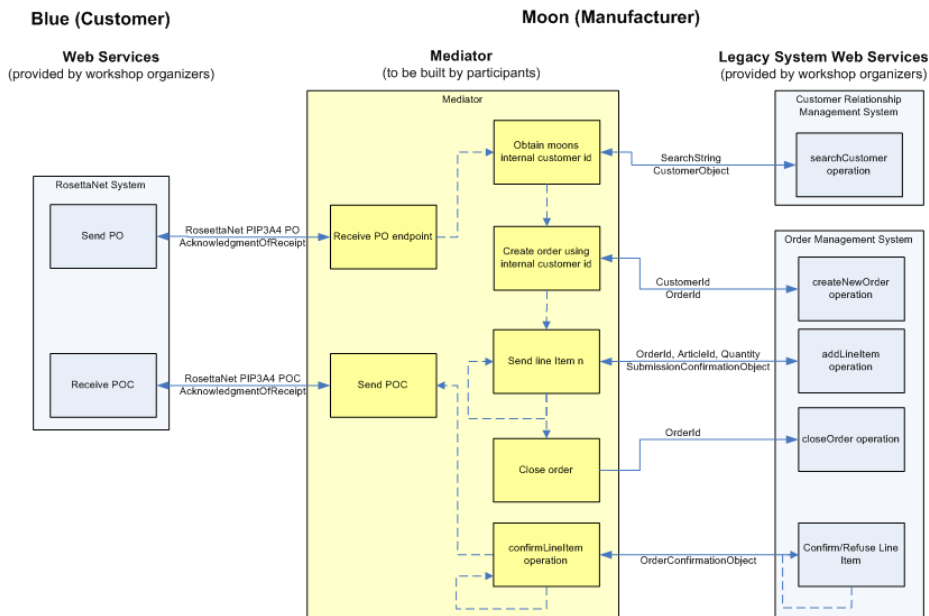 Blue (Customer)
Moon (Manufacturer)
Web Services
(provided by workshop organizers)
Mediator
(to be built by participants)
Legacy System Web Services
(provided by workshop organizers)
Mediator
Customer Relationship
Management System
Obtain moons
internal customer id
SearchString
CustomerObject
searchCustomer
operation
RosettaNet System
Send PO
RoseettaNet PIP3A4 PO
AcknowledgmentOfReceipt
Receive PO endpoint
Create order using
internal customer id
Order Management System
CustomerId
OrderId
createNewOrder
operation
Send line Item n
OrderId, ArticleId, Quantity
SubmissionConfirmationObject
addLineItem
operation
Receive POC
RosettaNet PIP3A4 POC
AcknowledgmentOfReceipt
Send POC
Close order
OrderId
closeOrder operation
confirmLineItem
operation
OrderConfirmationObject
Confirm/Refuse Line
Item